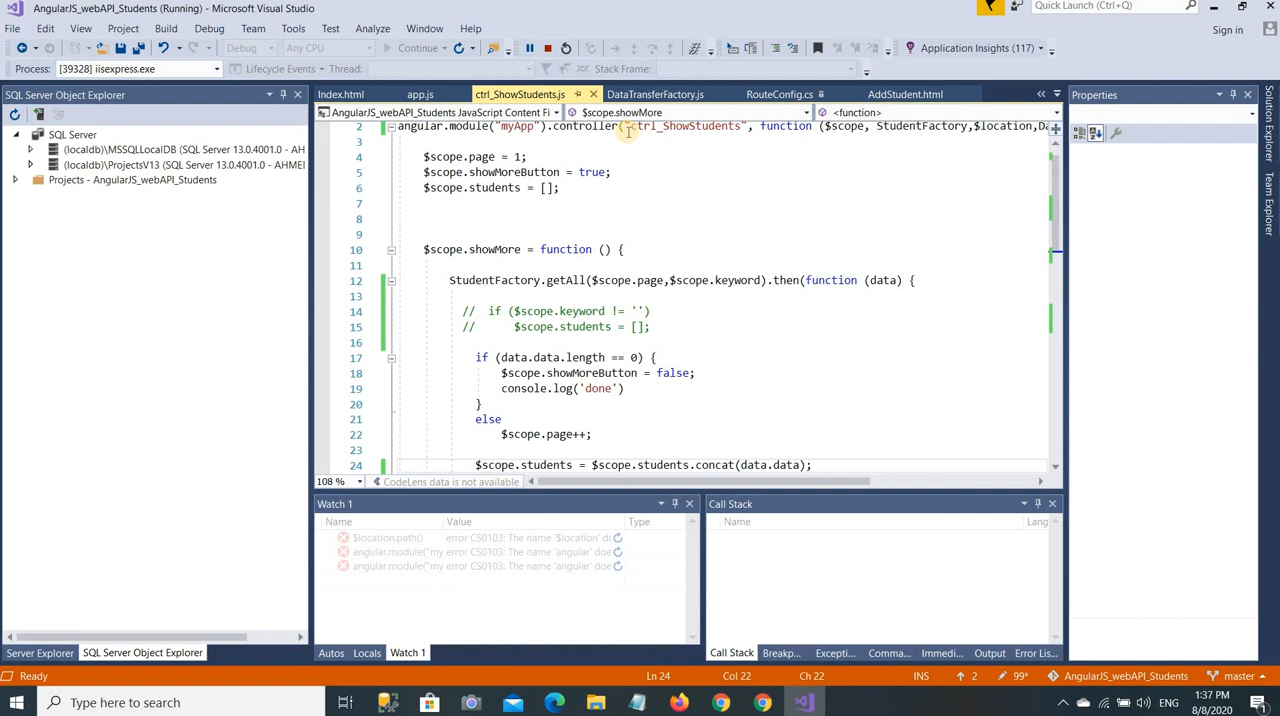 AngularJS_webAPI_Students (Running) - Microsoft Visual Studio
Quick Launch (Ctrl+Q)
File Edit View Project Build Debug Team Tools Test Analyze Window Help
Sign in
Debug Any CPU Continue Application Insights (117)
Process: [39328] iisexpress.exe Lifecycle Events Thread: Stack Frame:
SQL Server Object Explorer
Index.html app.js ctrl_ShowStudents.js DataTransferFactory.js RouteConfig.cs AddStudent.html
Properties
AngularJS_webAPI_Students JavaScript Content Fi $scope.showMore <function>
SQL Server
(localdb)\MSSQLLocalDB (SQL Server 13.0.4001.0 - AH
(localdb)\ProjectsV13 (SQL Server 13.0.4001.0 - AHMEI
Projects - AngularJS_webAPI_Students
2 angular.module("myApp").controller("ctrl_ShowStudents", function ($scope, StudentFactory,$location,Da
3
4 $scope.page = 1;
5 $scope.showMoreButton = true;
6 $scope.students = [];
7
8
9
10 $scope.showMore = function () {
11
12 StudentFactory.getAll($scope.page,$scope.keyword).then(function (data) {
13
14 // if ($scope.keyword != '')
15 // $scope.students = [];
16
17 if (data.data.length == 0) {
18 $scope.showMoreButton = false;
19 console.log('done')
20 }
21 else
22 $scope.page++;
23
24 $scope.students = $scope.students.concat(data.data);
108 % CodeLens data is not available
Server Explorer
Team Explorer
Watch 1
Name Value Type
$location.path() error CS0103: The name '$location' do
angular.module("my error CS0103: The name 'angular' doe
angular.module("my error CS0103: The name 'angular' doe
Call Stack
Name Lang
Server Explorer SQL Server Object Explorer
Autos Locals Watch 1
Call Stack Breakp... Excepti... Comma... Immedi... Output Error Lis...
Ready Ln 24 Col 22 Ch 22 INS 2 99* AngularJS_webAPI_Students master
Type here to search
ENG
1:37 PM
8/8/2020
1